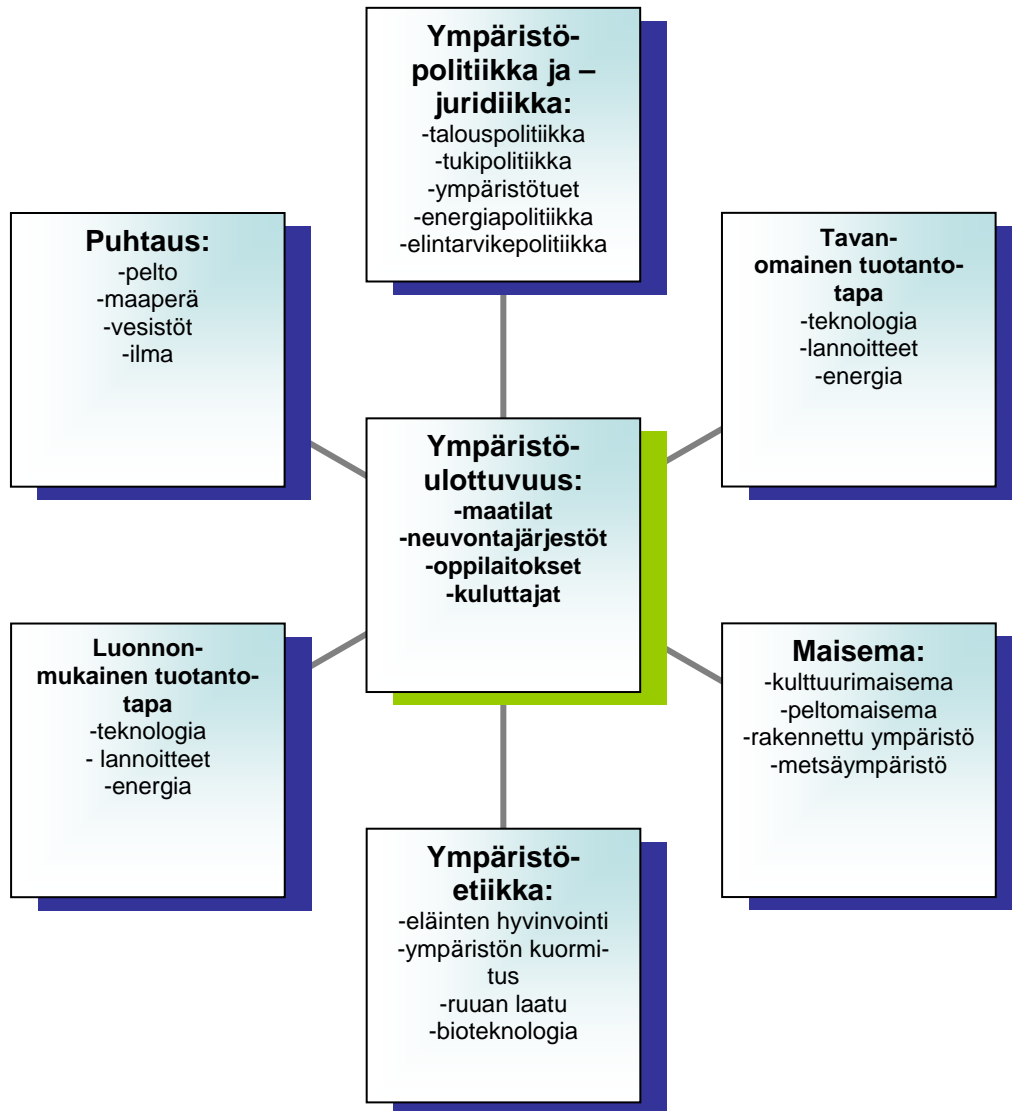 Ympäristö-
politiikka ja –
juridiikka:
-talouspolitiikka
-tukipolitiikka
-ympäristötuet
-energiapolitiikka
-elintarvikepolitiikka
Puhtaus:
-pelto
-maaperä
-vesistöt
-ilma
Tavan-
omainen tuotanto-
tapa
-teknologia
-lannoitteet
-energia
Ympäristö-
ulottuvuus:
-maatilat
-neuvontajärjestöt
-oppilaitokset
-kuluttajat
Luonnon-
mukainen tuotanto-
tapa
-teknologia
- lannoitteet
-energia
Maisema:
-kulttuurimaisema
-peltomaisema
-rakennettu ympäristö
-metsäympäristö
Ympäristö-
etiikka:
-eläinten hyvinvointi
-ympäristön kuormi-
tus
-ruuan laatu
-bioteknologia